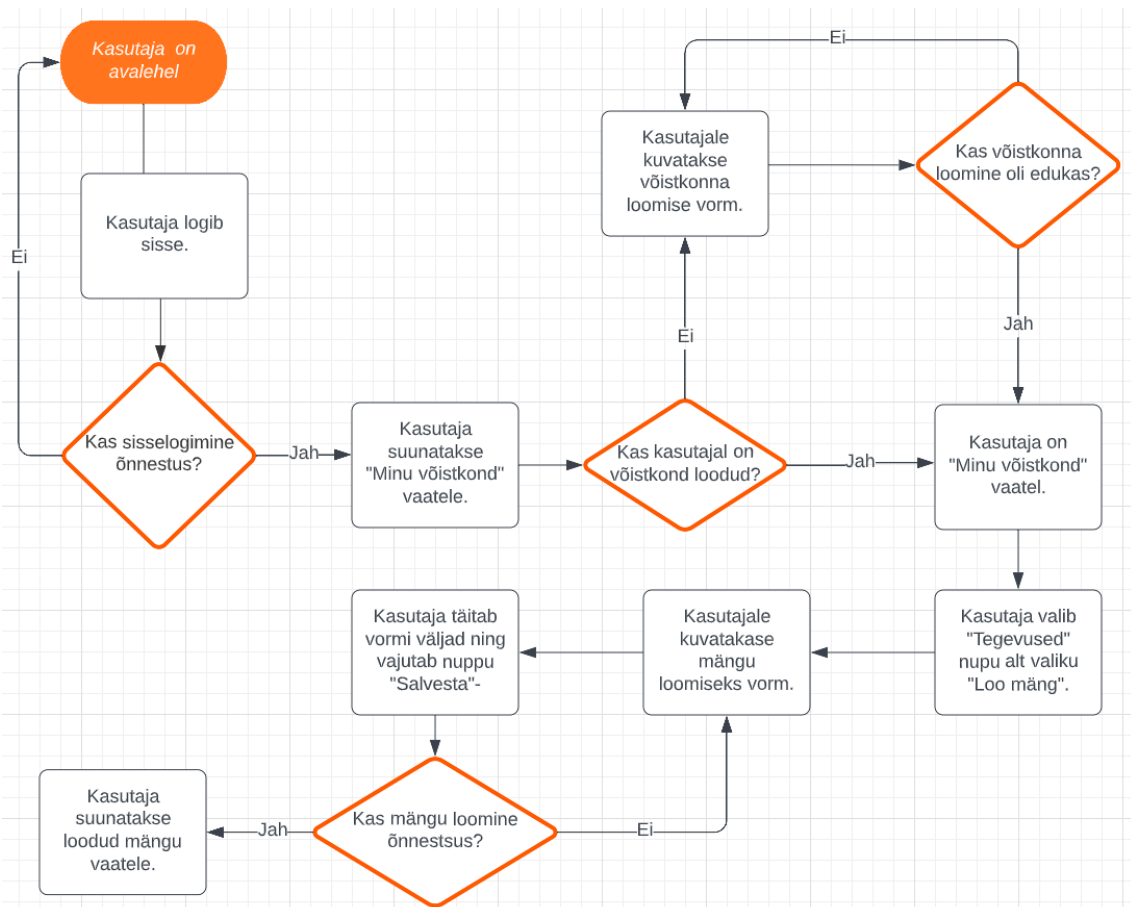 Kasutaja on
avalehel
Kasutaja logib
sisse.
Ei
Kas sisselogimine
õnnestus?
Jah
Kasutaja
suunatakse
"Minu võistkond"
vaatele.
Kas kasutajal on
võistkond loodud?
Ei
Kasutajale
kuvatakse
võistkonna
loomise vorm.
Ei
Kas võistkonna
loomine oli edukas?
Jah
Jah
Kasutaja on
"Minu võistkond"
vaatel.
Kasutaja valib
"Tegevused"
nupu alt valiku
"Loo mäng".
Kasutajale
kuvatakase
mängu
loomiseks vorm.
Kasutaja täitab
vormi väljad ning
vajutab nuppu
"Salvesta"-
Kas mängu loomine
õnnestsus?
Ei
Jah
Kasutaja
suunatakse
loodud mängu
vaatele.